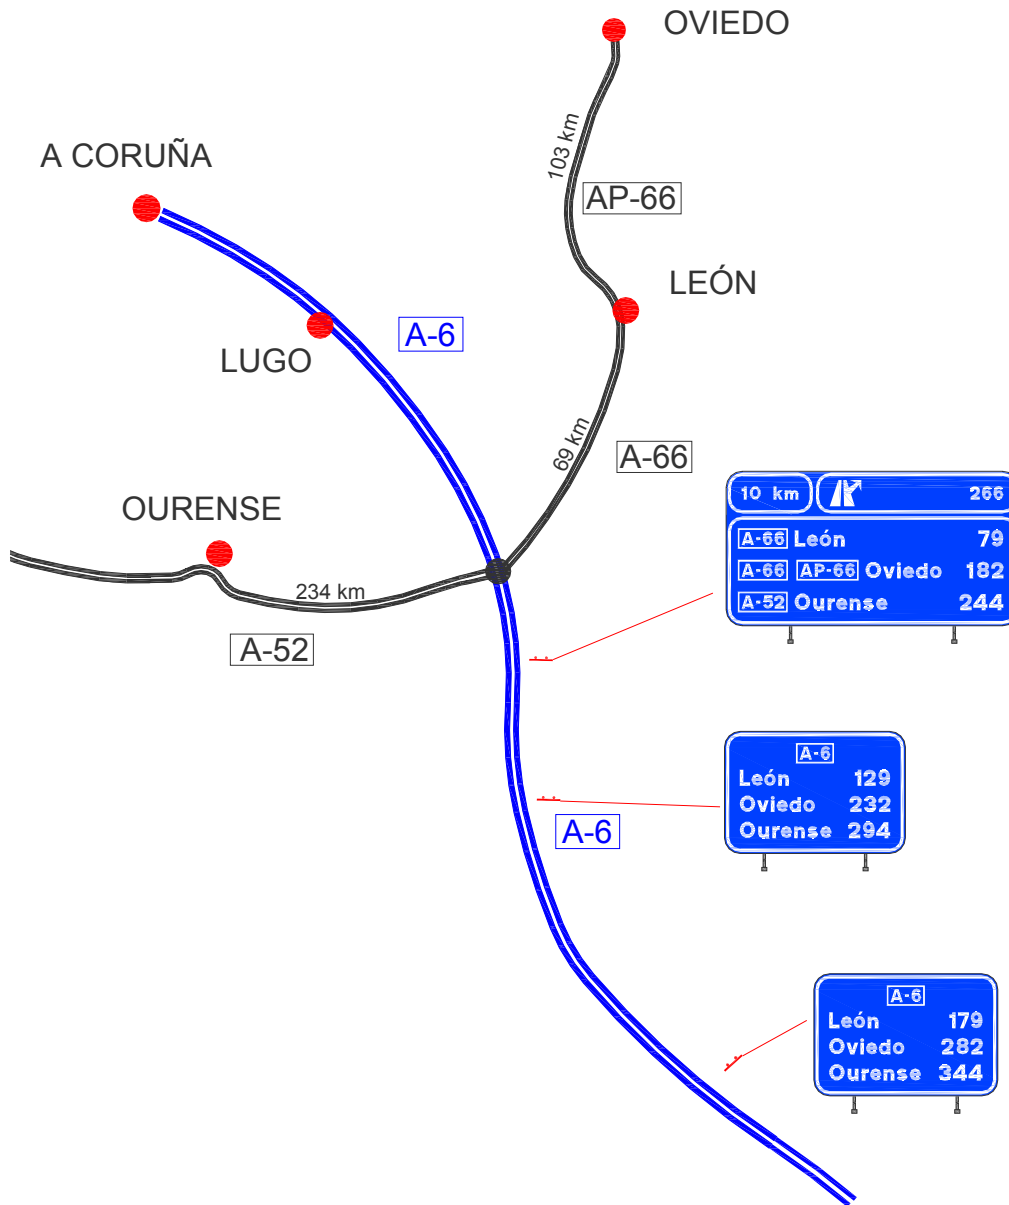 OVIEDO
A CORUÑA
103 km
AP-66
LEÓN
A-6
LUGO
69 km
A-66
10 km 266
A-66 León 79
A-66 AP-66 Oviedo 182
A-52 Ourense 244
OURENSE
234 km
A-52
A-6
León 129
Oviedo 232
Ourense 294
A-6
A-6
León 179
Oviedo 282
Ourense 344